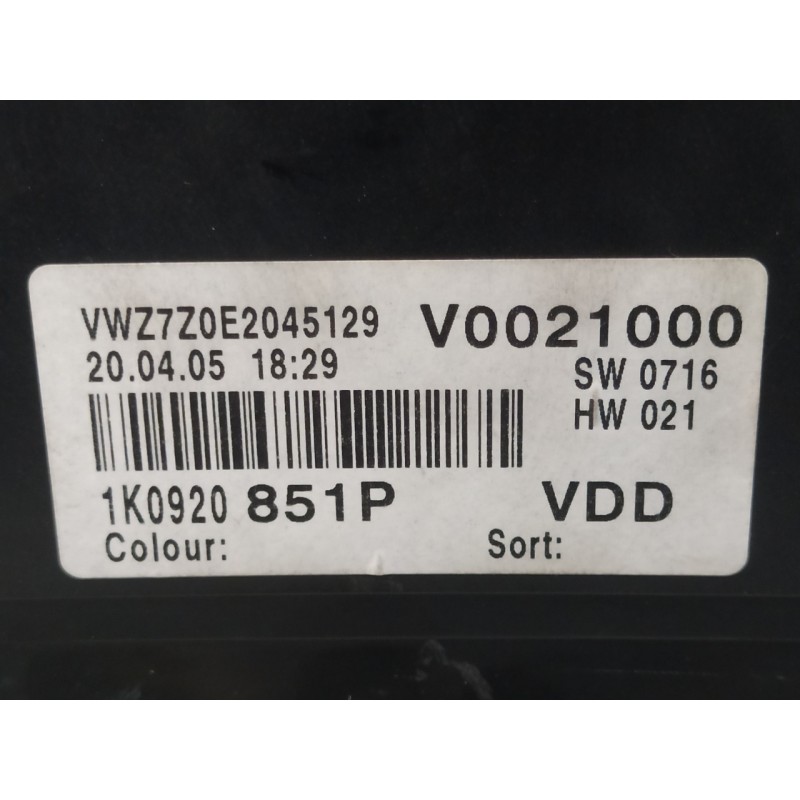 VWZ7Z0E2045129 V0021000
20.04.05 18:29 SW 0716
HW 021
1K0920 851P VDD
Colour: Sort: